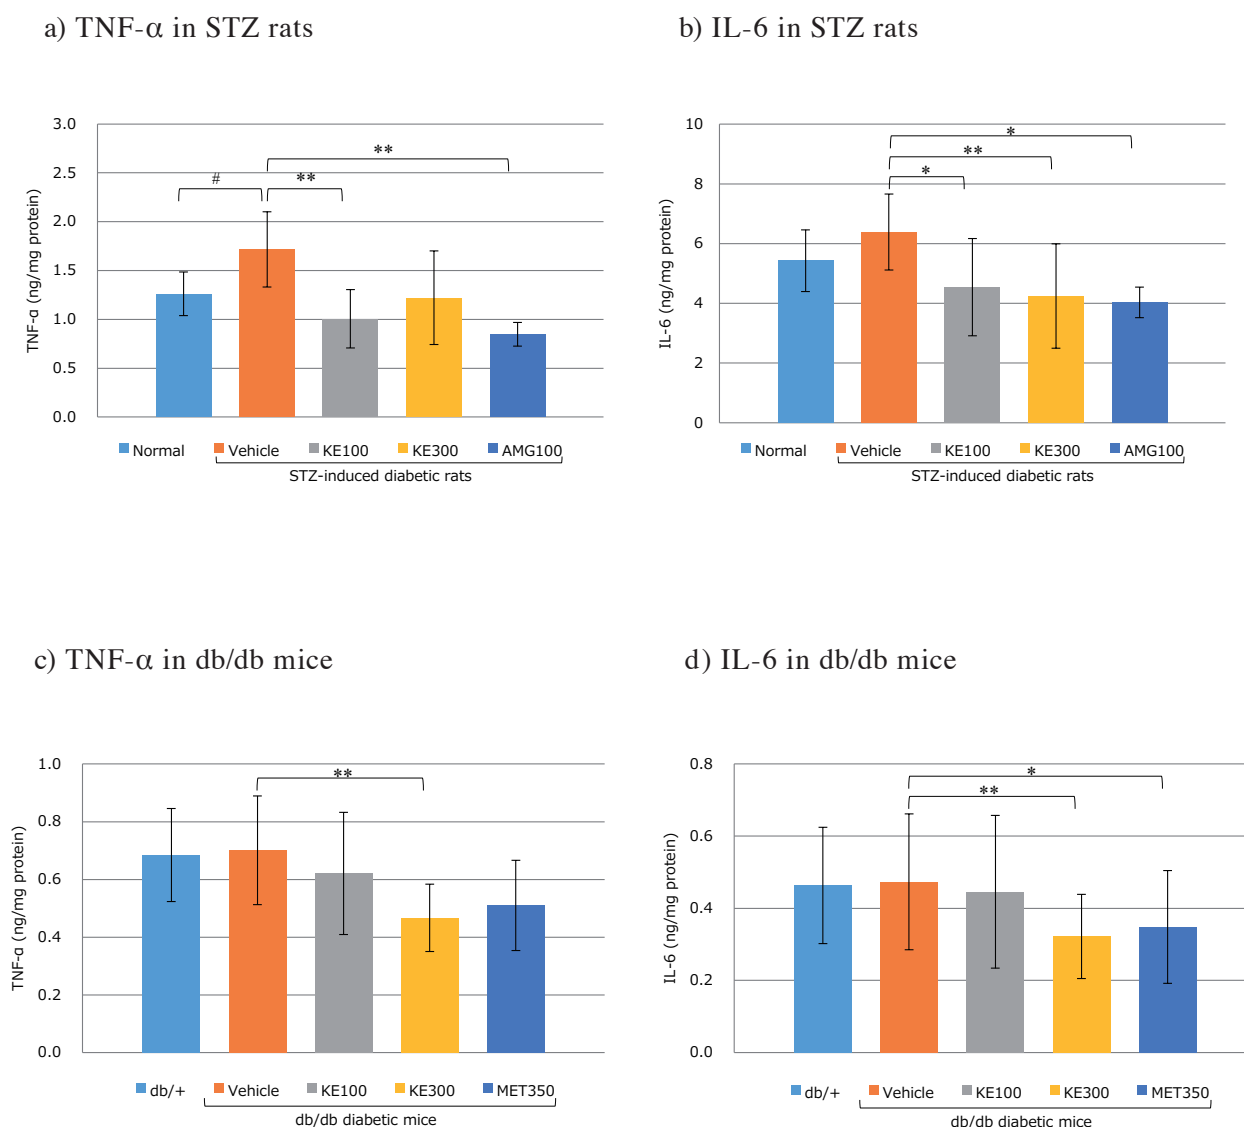 a) TNF-α in STZ rats
3.0
2.5
2.0
1.5
1.0
0.5
0.0
TNF-α (ng/mg protein)
#
**
**
Normal Vehicle KE100 KE300 AMG100
STZ-induced diabetic rats
b) IL-6 in STZ rats
10
8
6
4
2
0
IL-6 (ng/mg protein)
*
**
*
Normal Vehicle KE100 KE300 AMG100
STZ-induced diabetic rats
c) TNF-α in db/db mice
1.0
0.8
0.6
0.4
0.2
0.0
TNF-α (ng/mg protein)
**
db/+ Vehicle KE100 KE300 MET350
db/db diabetic mice
d) IL-6 in db/db mice
0.8
0.6
0.4
0.2
0.0
IL-6 (ng/mg protein)
*
**
db/+ Vehicle KE100 KE300 MET350
db/db diabetic mice